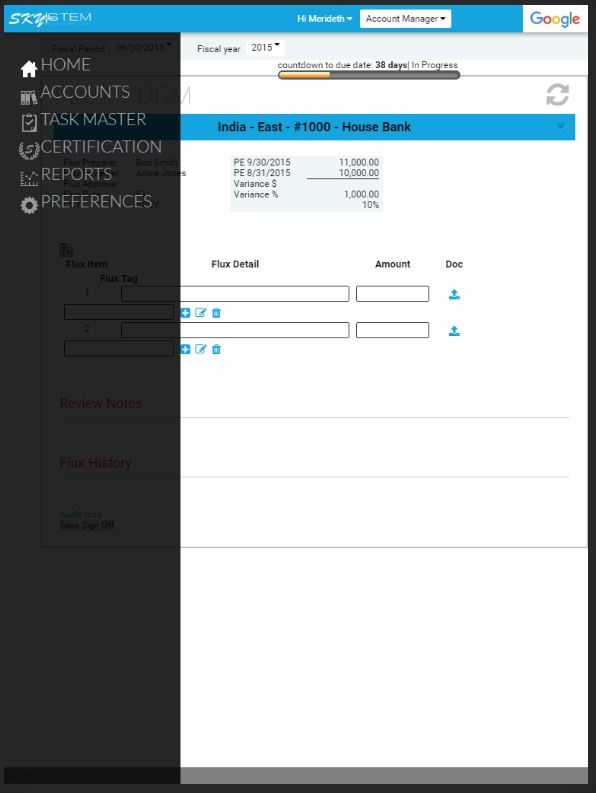 SKYSTEM
Hi Merideth
Account Manager
Google
Fiscal Period 06/30/2015
Fiscal year 2015
countdown to due date: 38 days| In Progress
HOME
ACCOUNTS
TASK MASTER
CERTIFICATION
REPORTS
PREFERENCES
FORM
India - East - #1000 - House Bank
Flux Preparer Bob Smith
Annie Jones
Flux Approver
PE 9/30/2015 11,000.00
PE 8/31/2015 10,000.00
Variance $
Variance % 1,000.00
10%
Flux Item Flux Detail Amount Doc
Flux Tag
1
2
Review Notes
Flux History
Audit Trail
Save Sign Off